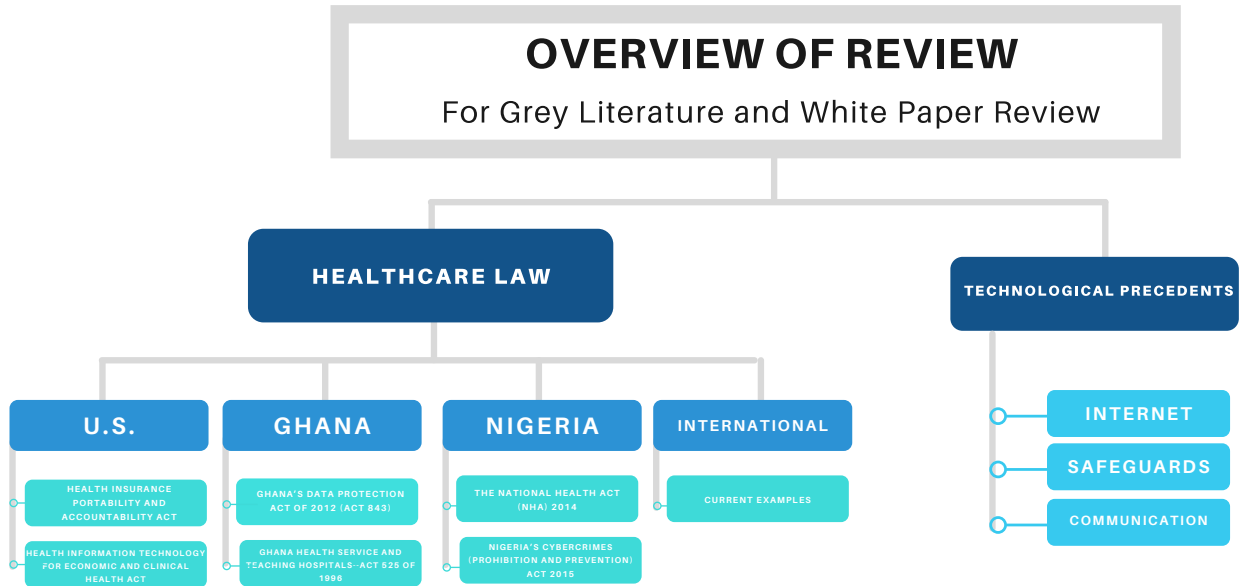 OVERVIEW OF REVIEW
For Grey Literature and White Paper Review
HEALTHCARE LAW
TECHNOLOGICAL PRECEDENTS
U.S.
GHANA
NIGERIA
INTERNATIONAL
HEALTH INSURANCE
PORTABILITY AND
ACCOUNTABILITY ACT
HEALTH INFORMATION TECHNOLOGY
FOR ECONOMIC AND CLINICAL
HEALTH ACT
GHANA'S DATA PROTECTION
ACT OF 2012 (ACT 843)
GHANA HEALTH SERVICE AND
TEACHING HOSPITALS--ACT 525 OF
1996
THE NATIONAL HEALTH ACT
(NHA) 2014
NIGERIA'S CYBERCRIMES
(PROHIBITION AND PREVENTION)
ACT 2015
CURRENT EXAMPLES
INTERNET
SAFEGUARDS
COMMUNICATION